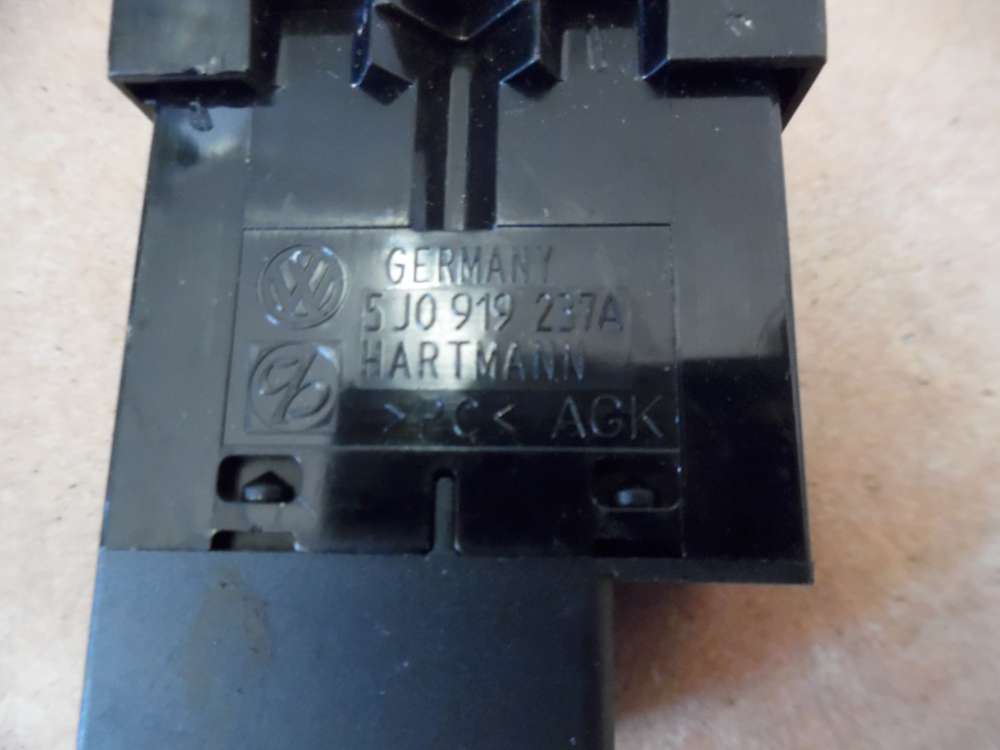 GERMANY
5J0 919 237A
HARTMANN
>PC< AGK